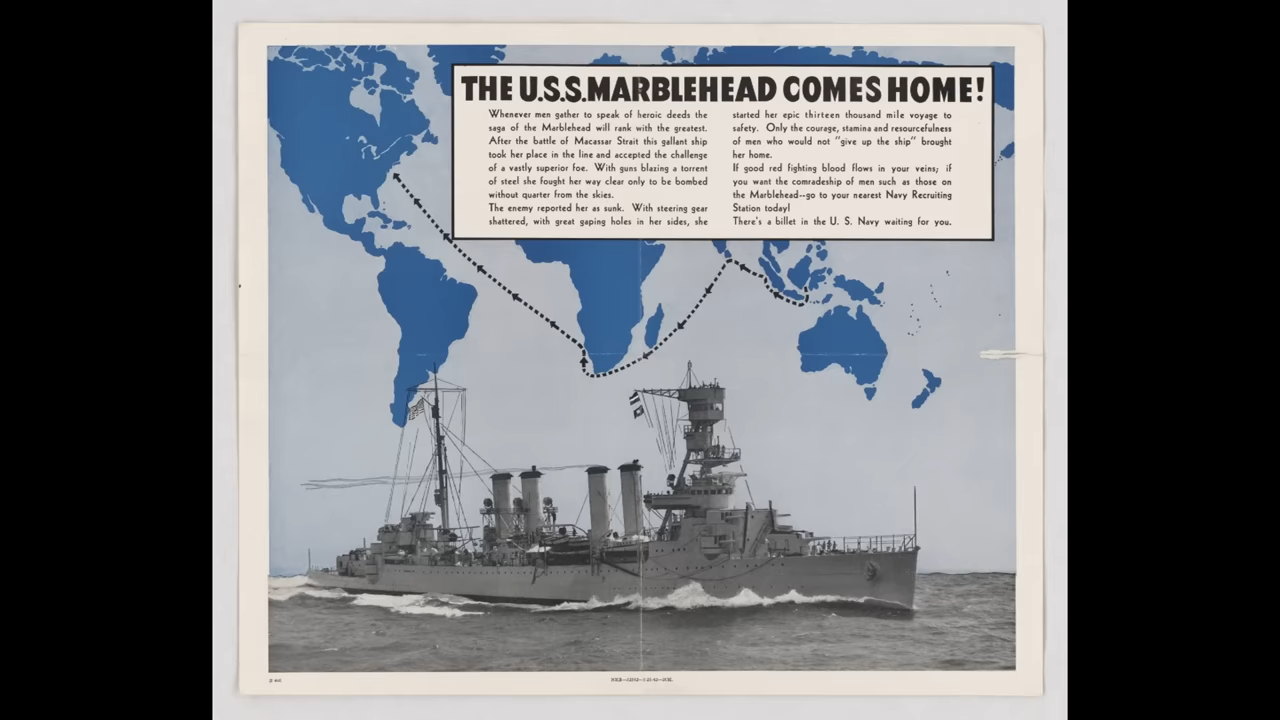 THE U.S.S. MARBLEHEAD COMES HOME!
Whenever men gather to speak of heroic deeds the
saga of the Marblehead will rank with the greatest.
After the battle of Macassar Strait this gallant ship
took her place in the line and accepted the challenge
of a vastly superior foe. With guns blazing a torrent
of steel she fought her way clear only to be bombed
without quarter from the skies.
The enemy reported her as sunk. With steering gear
shattered, with great gaping holes in her sides, she
started her epic thirteen thousand mile voyage to
safety. Only the courage, stamina and resourcefulness
of men who would not "give up the ship" brought
her home.
If good red fighting blood flows in your veins; if
you want the comradeship of men such as those on
the Marblehead--go to your nearest Navy Recruiting
Station today!
There's a billet in the U. S. Navy waiting for you.